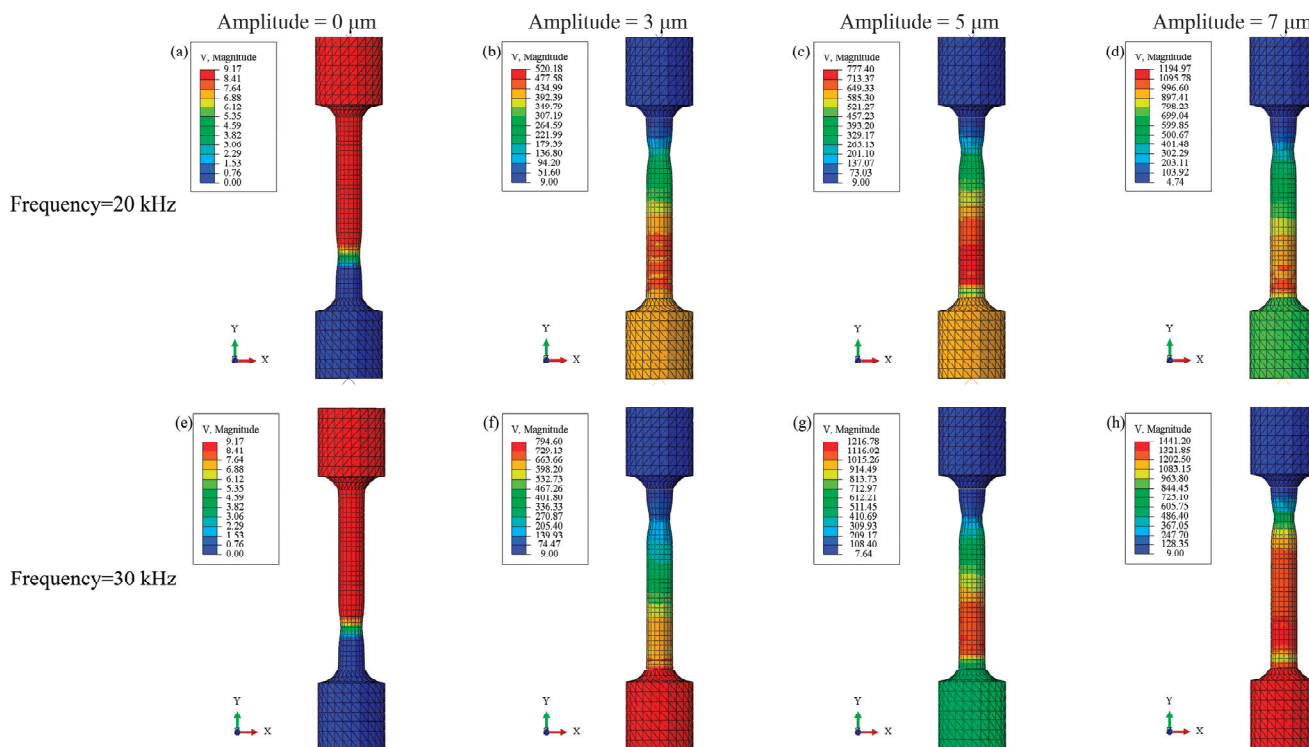 Amplitude = 0 μm
Amplitude = 3 μm
Amplitude = 5 μm
Amplitude = 7 μm
Frequency=20 kHz
(a)
V, Magnitude
9.17
8.41
7.64
6.88
6.12
5.35
4.59
3.82
3.06
2.29
1.53
0.76
0.00
Y
X
(b)
V, Magnitude
520.18
477.58
434.99
392.39
349.79
307.19
264.59
221.99
179.39
136.80
94.20
51.60
9.00
Y
X
(c)
V, Magnitude
777.40
713.37
649.33
585.30
521.27
457.23
393.20
329.17
265.13
201.10
137.07
73.03
9.00
Y
X
(d)
V, Magnitude
1194.97
1095.78
996.60
897.41
798.23
699.04
599.85
500.67
401.48
302.29
203.11
103.92
4.74
Y
X
Frequency=30 kHz
(e)
V, Magnitude
9.17
8.41
7.64
6.88
6.12
5.35
4.59
3.82
3.06
2.29
1.53
0.76
0.00
Y
X
(f)
V, Magnitude
794.60
729.13
663.66
598.20
532.73
467.26
401.80
336.33
270.87
205.40
139.93
74.47
9.00
Y
X
(g)
V, Magnitude
1216.78
1116.02
1015.26
914.49
813.73
712.97
612.21
511.45
410.69
309.93
209.17
108.40
7.64
Y
X
(h)
V, Magnitude
1441.20
1321.85
1202.50
1083.15
963.80
844.45
725.10
605.75
486.40
367.05
247.70
128.35
9.00
Y
X